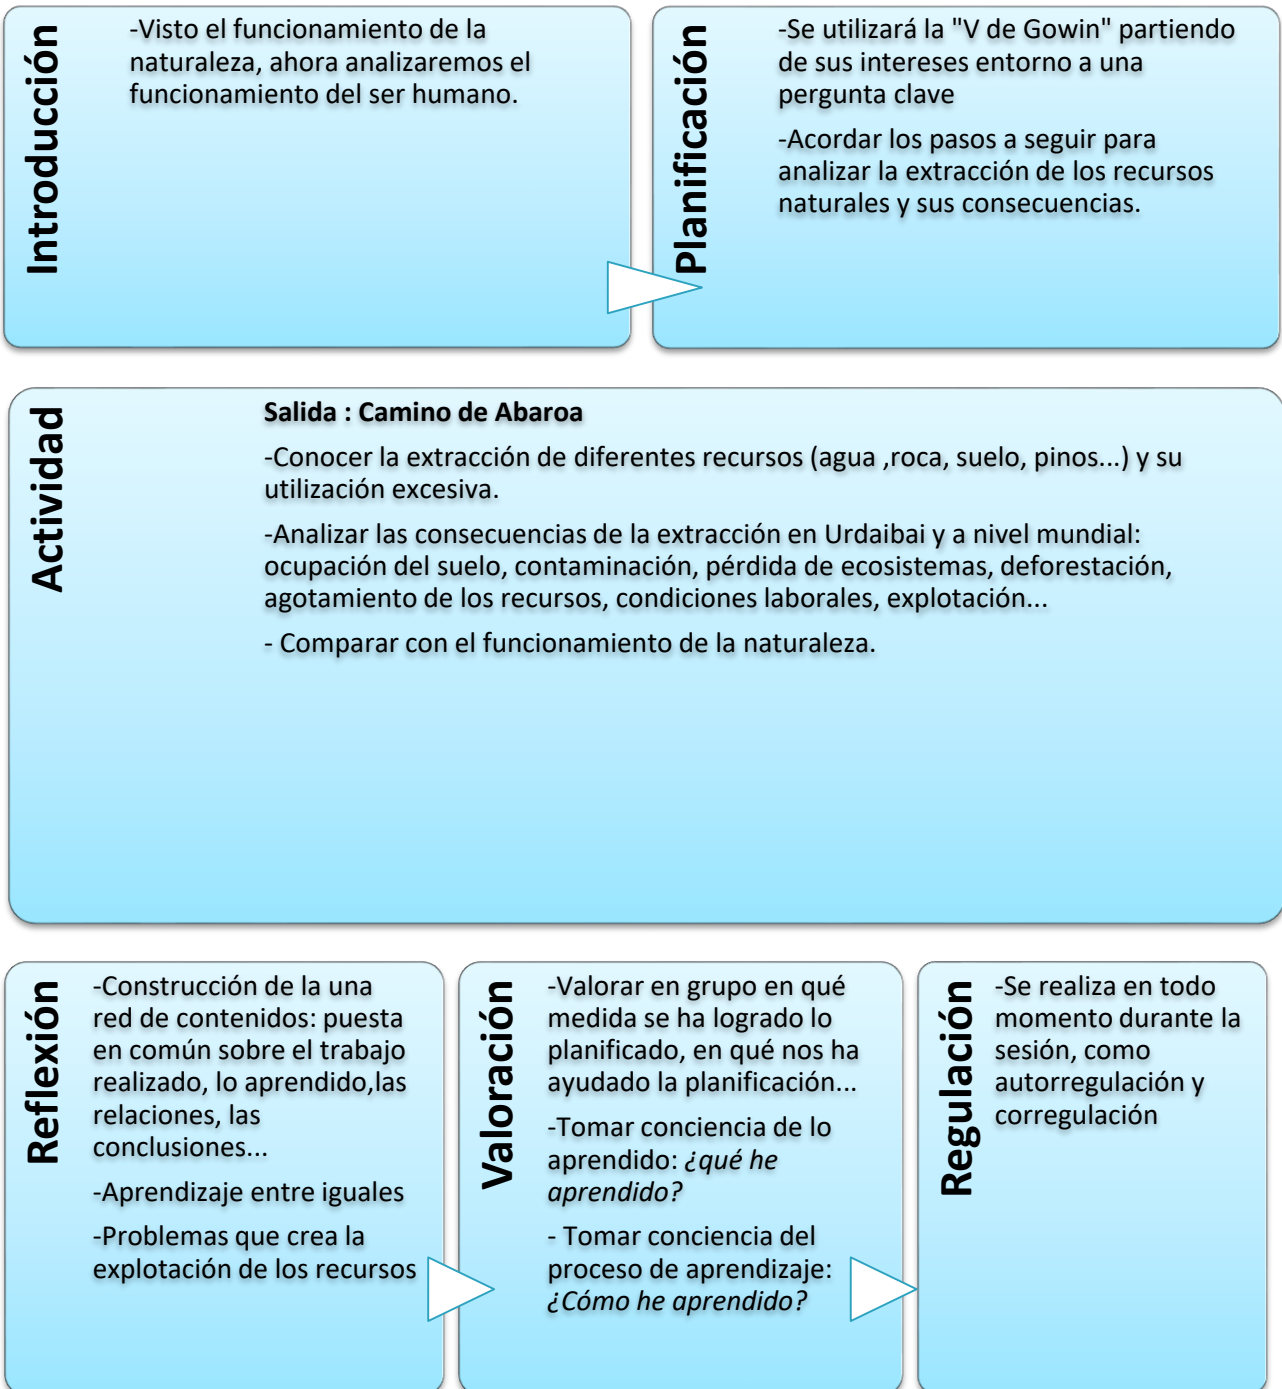 Introducción
-Visto el funcionamiento de la
naturaleza, ahora analizaremos el
funcionamiento del ser humano.
Planificación
-Se utilizará la "V de Gowin" partiendo
de sus intereses entorno a una
pergunta clave
-Acordar los pasos a seguir para
analizar la extracción de los recursos
naturales y sus consecuencias.
Actividad
Salida : Camino de Abaroa
-Conocer la extracción de diferentes recursos (agua ,roca, suelo, pinos...) y su
utilización excesiva.
-Analizar las consecuencias de la extracción en Urdaibai y a nivel mundial:
ocupación del suelo, contaminación, pérdida de ecosistemas, deforestación,
agotamiento de los recursos, condiciones laborales, explotación...
- Comparar con el funcionamiento de la naturaleza.
Reflexión
-Construcción de la una
red de contenidos: puesta
en común sobre el trabajo
realizado, lo aprendido,las
relaciones, las
conclusiones...
-Aprendizaje entre iguales
-Problemas que crea la
explotación de los recursos
Valoración
-Valorar en grupo en qué
medida se ha logrado lo
planificado, en qué nos ha
ayudado la planificación...
-Tomar conciencia de lo
aprendido: ¿qué he
aprendido?
- Tomar conciencia del
proceso de aprendizaje:
¿Cómo he aprendido?
Regulación
-Se realiza en todo
momento durante la
sesión, como
autorregulación y
corregulación